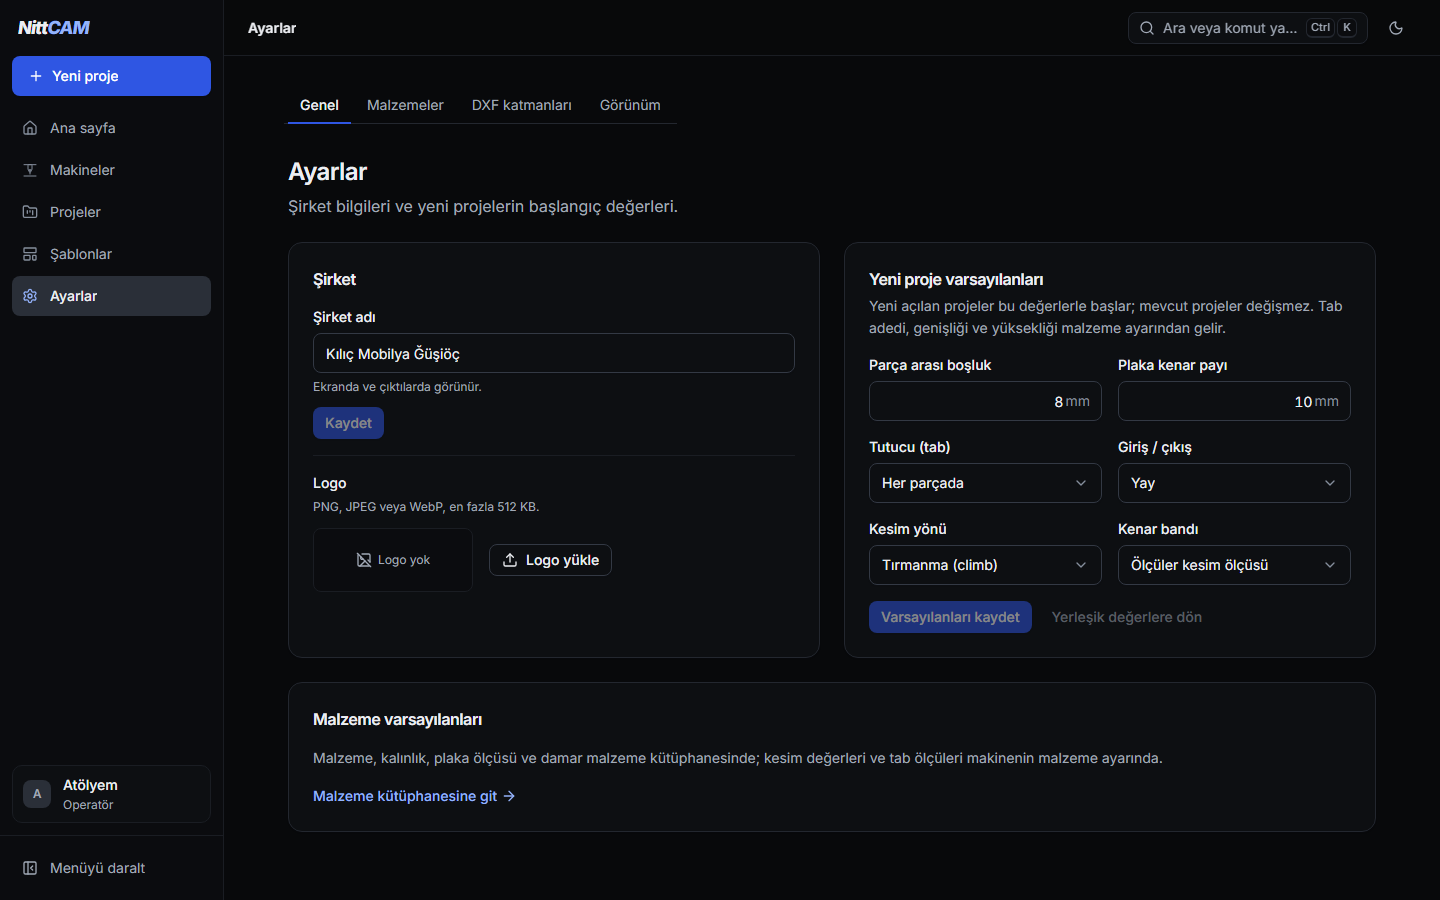 NittCAM
Ayarlar
Ara veya komut ya...
Ctrl
K
Yeni proje
Ana sayfa
Makineler
Projeler
Şablonlar
Ayarlar
Genel
Malzemeler
DXF katmanları
Görünüm
Ayarlar
Şirket bilgileri ve yeni projelerin başlangıç değerleri.
Şirket
Şirket adı
Kılıç Mobilya Ğüşiöç
Ekranda ve çıktılarda görünür.
Kaydet
Logo
PNG, JPEG veya WebP, en fazla 512 KB.
Logo yok
Logo yükle
Yeni proje varsayılanları
Yeni açılan projeler bu değerlerle başlar; mevcut projeler değişmez. Tab
adedi, genişliği ve yüksekliği malzeme ayarından gelir.
Parça arası boşluk
Plaka kenar payı
8 mm
10 mm
Tutucu (tab)
Giriş / çıkış
Her parçada
Yay
Kesim yönü
Kenar bandı
Tırmanma (climb)
Ölçüler kesim ölçüsü
Varsayılanları kaydet
Yerleşik değerlere dön
Malzeme varsayılanları
Malzeme, kalınlık, plaka ölçüsü ve damar malzeme kütüphanesinde; kesim değerleri ve tab ölçüleri makinenin malzeme ayarında.
Malzeme kütüphanesine git
A
Atölyem
Operatör
Menüyü daralt